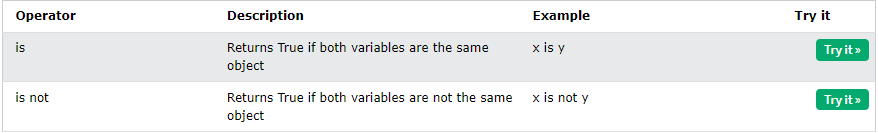 Operator Description Example Try it
is Returns True if both variables are the same object x is y Try it »
is not Returns True if both variables are not the same object x is not y Try it »